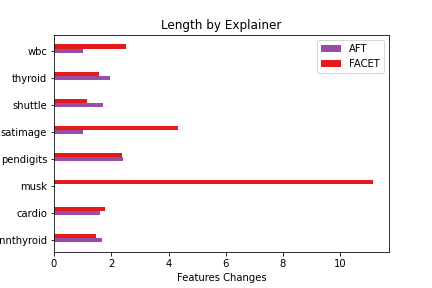 Length by Explainer
AFT
FACET
wbc
thyroid
shuttle
satimage
pendigits
musk
cardio
nnthyroid
0 2 4 6 8 10
Features Changes